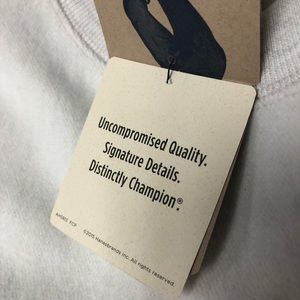 Uncompromised Quality.
Signature Details.
Distinctly Champion®.
©2015 Hanesbrands Inc. All rights reserved.